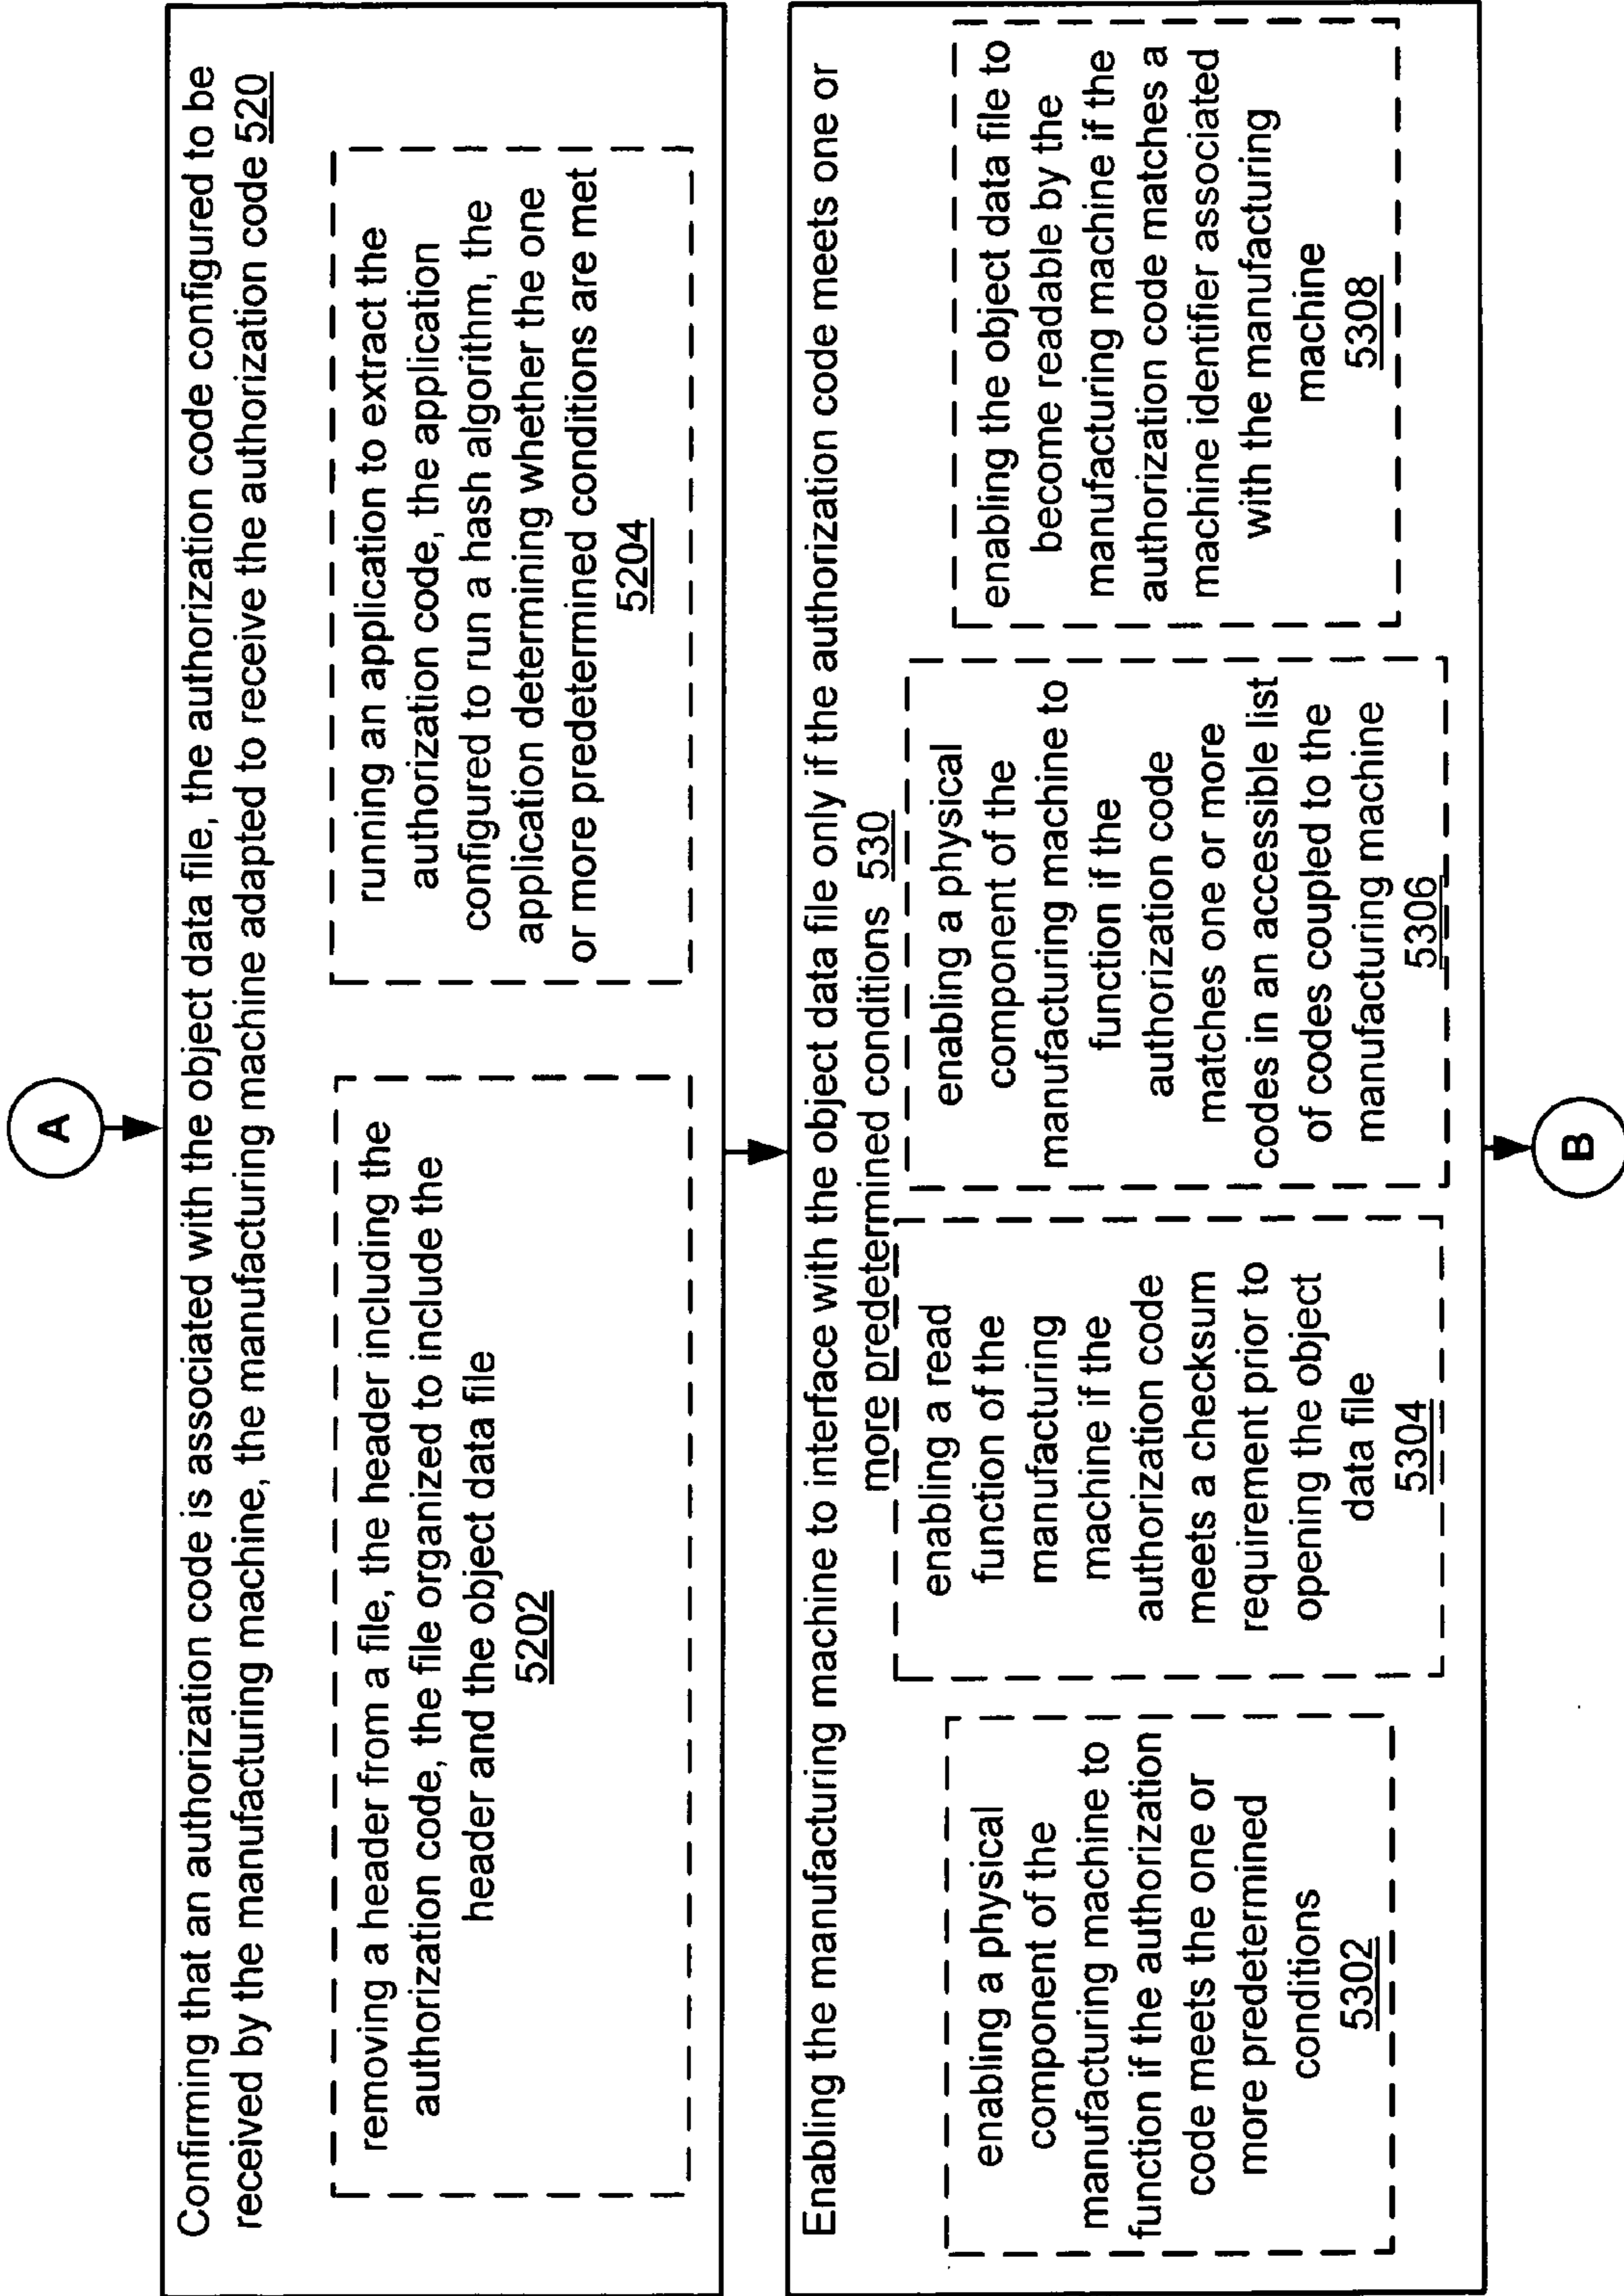 A
Confirming that an authorization code is associated with the object data file, the authorization code configured to be
received by the manufacturing machine, the manufacturing machine adapted to receive the authorization code 520
removing a header from a file, the header including the
authorization code, the file organized to include the
header and the object data file
5202
running an application to extract the
authorization code, the application
configured to run a hash algorithm, the
application determining whether the one
or more predetermined conditions are met
5204
Enabling the manufacturing machine to interface with the object data file only if the authorization code meets one or
more predetermined conditions 530
enabling a physical
component of the
manufacturing machine to
function if the authorization
code meets the one or
more predetermined
conditions
5302
enabling a read
function of the
manufacturing
machine if the
authorization code
meets a checksum
requirement prior to
opening the object
data file
5304
enabling a physical
component of the
manufacturing machine to
function if the
authorization code
matches one or more
codes in an accessible list
of codes coupled to the
manufacturing machine
5306
enabling the object data file to
become readable by the
manufacturing machine if the
authorization code matches a
machine identifier associated
with the manufacturing
machine
5308
B